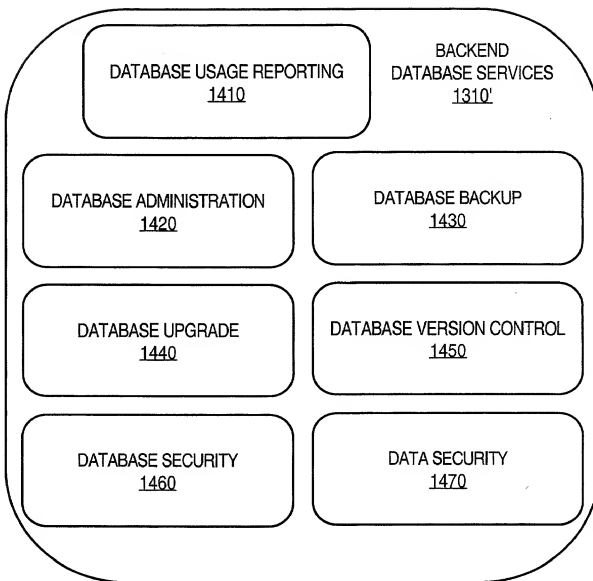 DATABASE USAGE REPORTING
1410
BACKEND
DATABASE SERVICES
1310'
DATABASE ADMINISTRATION
1420
DATABASE BACKUP
1430
DATABASE UPGRADE
1440
DATABASE VERSION CONTROL
1450
DATABASE SECURITY
1460
DATA SECURITY
1470